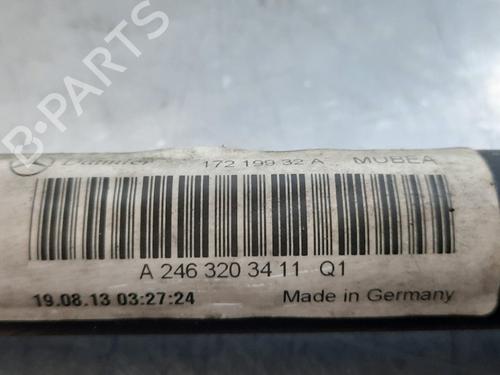 Daimler 172 199 32 A MUBEA
A 246 320 34 11 Q1
19.08.13 03:27:24 Made in Germany
B-PARTS